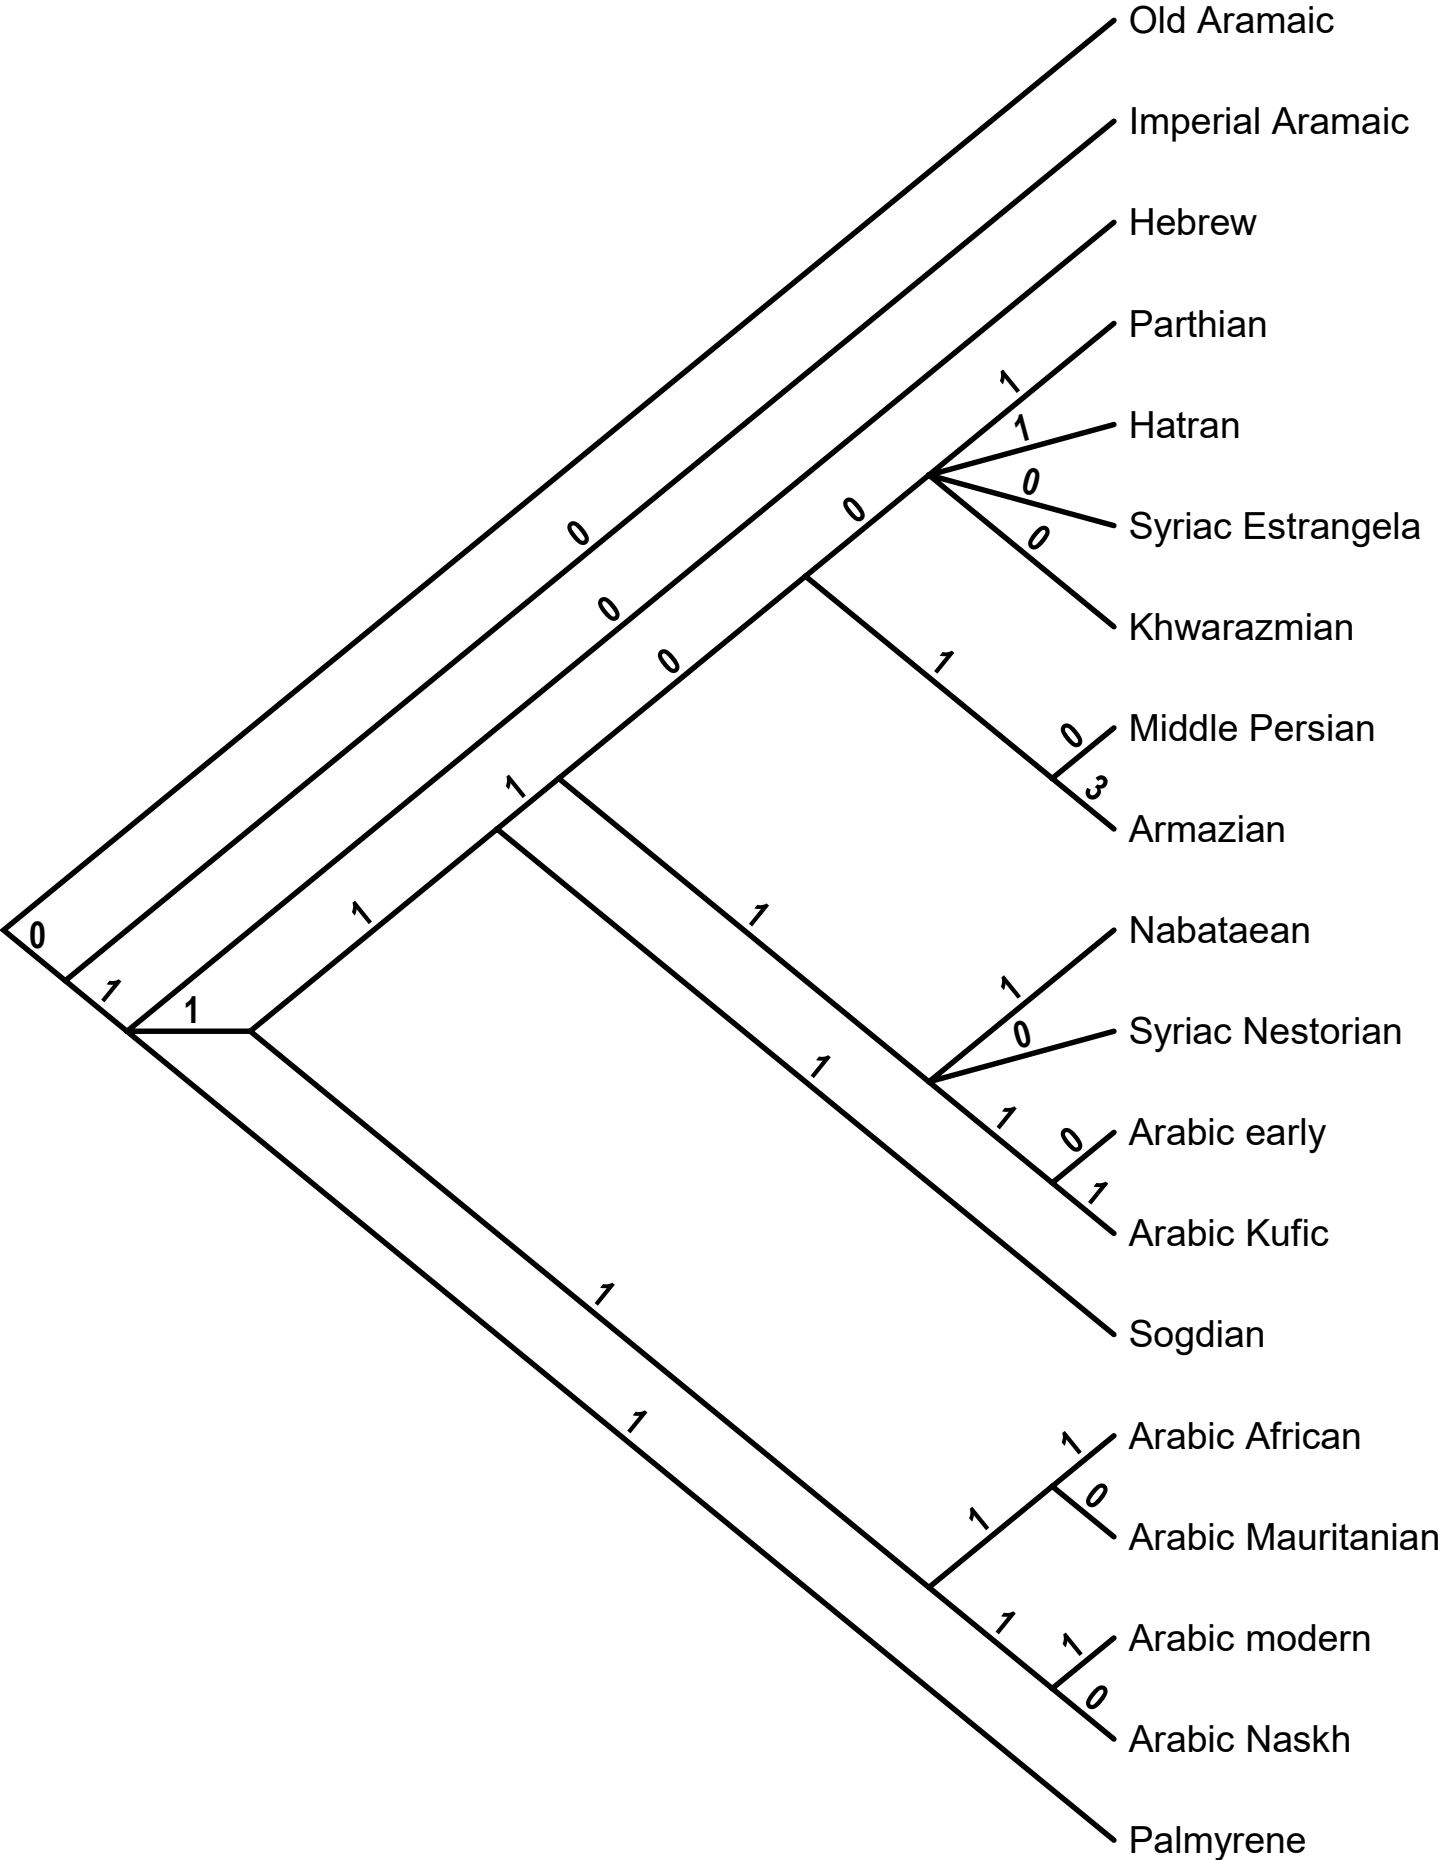 Old Aramaic
Imperial Aramaic
Hebrew
Parthian
1
1
Hatran
0
0
Syriac Estrangela
0
0
Khwarazmian
0
0
1
Middle Persian
0
1
3
Armazian
1
1
Nabataean
0
1
1
1
0
Syriac Nestorian
1
1
0
Arabic early
1
Arabic Kufic
1
Sogdian
1
1
Arabic African
0
1
Arabic Mauritanian
1
1
Arabic modern
0
Arabic Naskh
Palmyrene